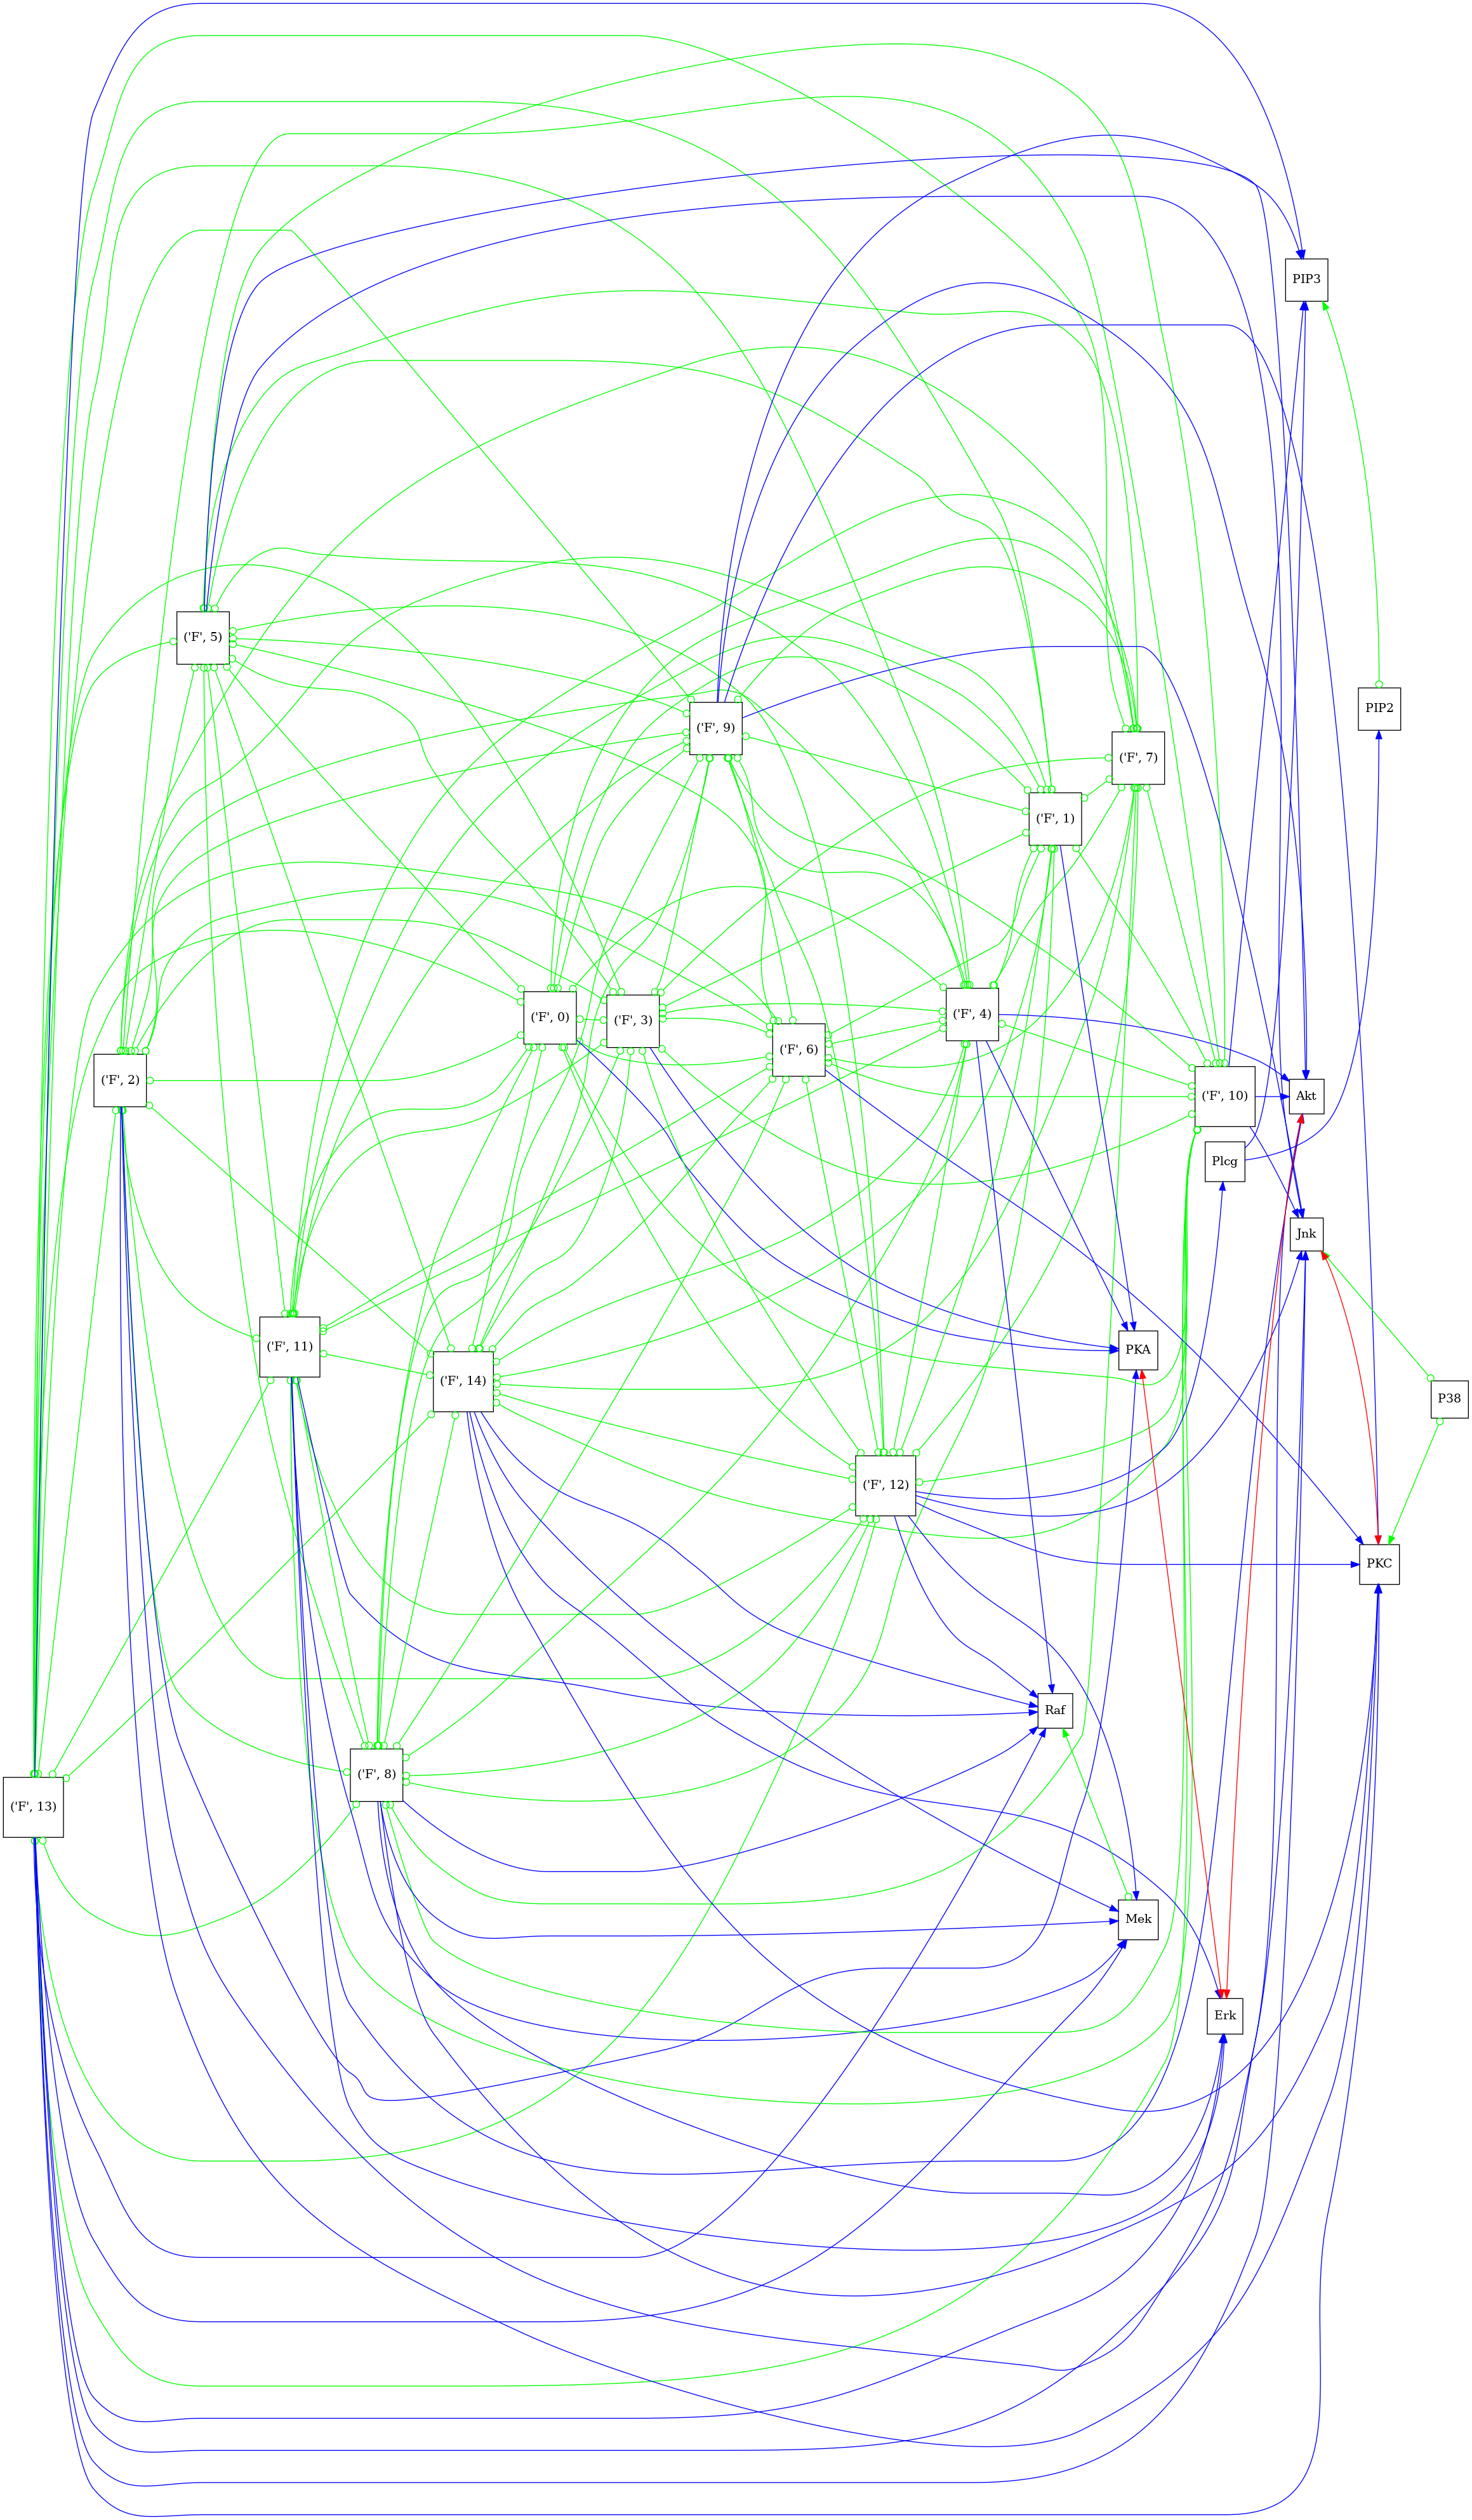 PIP3
('F', 5)
PIP2
('F', 9)
('F', 7)
('F', 1)
('F', 0)
('F', 3)
('F', 4)
('F', 6)
('F', 2)
('F', 10)
Akt
Plcg
Jnk
('F', 11)
PKA
('F', 14)
P38
('F', 12)
PKC
Raf
('F', 8)
('F', 13)
Mek
Erk